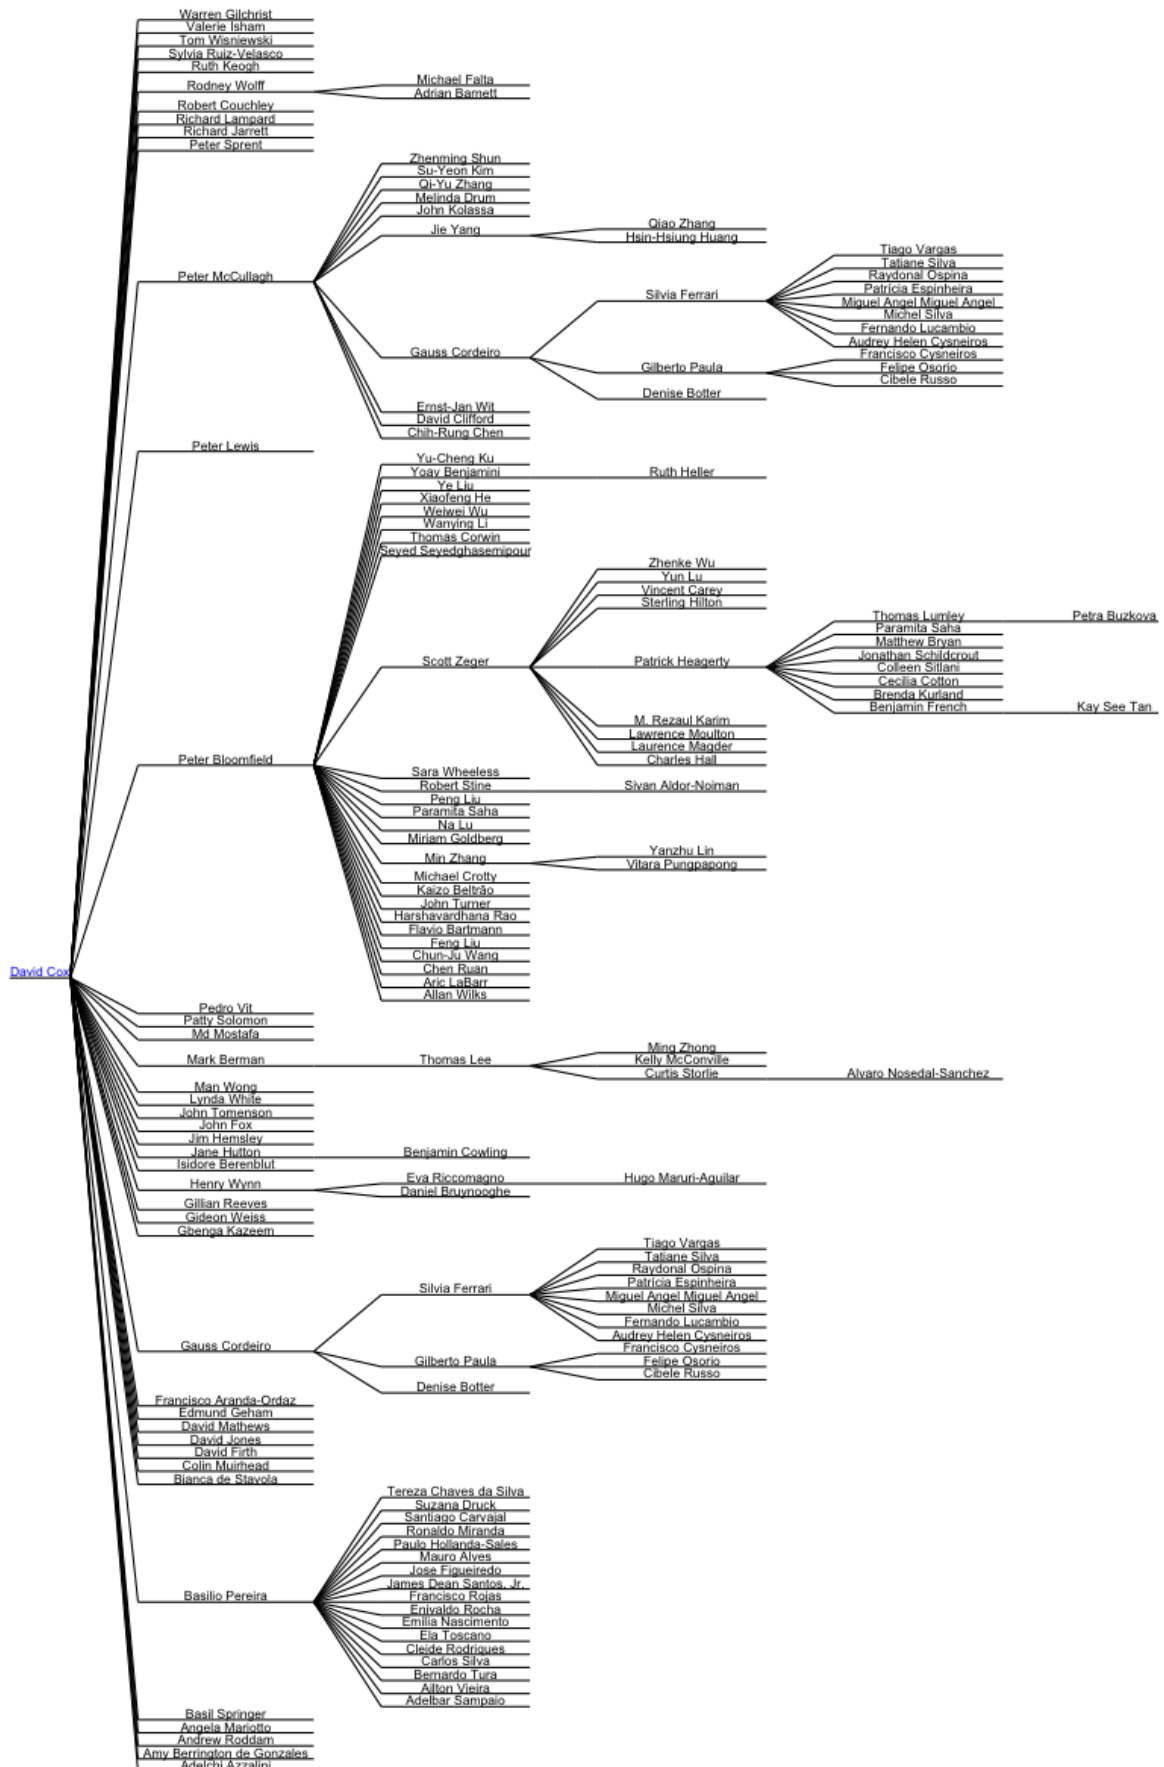 Warren Gilchrist
Valerie Isham
Tom Wisniewski
Sylvia Ruiz-Velasco
Ruth Keogh
Rodney Wolff
Michael Falta
Adrian Barnett
Robert Couchley
Richard Lampard
Richard Jarrett
Peter Sprent
Zhenming Shun
Su-Yeon Kim
Qi-Yu Zhang
Melinda Drum
John Kolassa
Jie Yang
Qiao Zhang
Hsin-Hsiung Huang
Peter McCullagh
Gauss Cordeiro
Silvia Ferrari
Tiago Vargas
Tatiane Silva
Raydonal Ospina
Patrícia Espinheira
Miguel Angel Miguel Angel
Michel Silva
Fernando Lucambio
Audrey Helen Cysneiros
Gilberto Paula
Francisco Cysneiros
Felipe Osorio
Cibele Russo
Denise Botter
Ernst-Jan Wit
David Clifford
Chih-Rung Chen
Peter Lewis
Yu-Cheng Ku
Yoav Benjamini
Ruth Heller
Ye Liu
Xiaofeng He
Weiwei Wu
Wanying Li
Thomas Corwin
Seyed Seyedghasemipour
Scott Zeger
Zhenke Wu
Yun Lu
Vincent Carey
Sterling Hilton
Patrick Heagerty
Thomas Lumley
Petra Buzkova
Paramita Saha
Matthew Bryan
Jonathan Schildcrout
Colleen Sitlani
Cecilia Cotton
Brenda Kurland
Benjamin French
Kay See Tan
M. Rezaul Karim
Lawrence Moulton
Laurence Magder
Charles Hall
Peter Bloomfield
Sara Wheeless
Robert Stine
Sivan Aldor-Noiman
Peng Liu
Paramita Saha
Na Lu
Miriam Goldberg
Min Zhang
Yanzhu Lin
Vitara Pungpapong
Michael Crotty
Kaizo Beltrão
John Turner
Harshavardhana Rao
Flavio Bartmann
Feng Liu
Chun-Ju Wang
Chen Ruan
Aric LaBarr
Allan Wilks
David Cox
Pedro Vit
Patty Solomon
Md Mostafa
Mark Berman
Thomas Lee
Ming Zhong
Kelly McConville
Curtis Storlie
Alvaro Nosedal-Sanchez
Man Wong
Lynda White
John Tomenson
John Fox
Jim Hemsley
Jane Hutton
Benjamin Cowling
Isidore Berenblut
Henry Wynn
Eva Riccomagno
Hugo Maruri-Aguilar
Daniel Bruynooghe
Gillian Reeves
Gideon Weiss
Gbenga Kazeem
Gauss Cordeiro
Silvia Ferrari
Tiago Vargas
Tatiane Silva
Raydonal Ospina
Patrícia Espinheira
Miguel Angel Miguel Angel
Michel Silva
Fernando Lucambio
Audrey Helen Cysneiros
Gilberto Paula
Francisco Cysneiros
Felipe Osorio
Cibele Russo
Denise Botter
Francisco Aranda-Ordaz
Edmund Geham
David Mathews
David Jones
David Firth
Colin Muirhead
Bianca de Stavola
Basilio Pereira
Tereza Chaves da Silva
Suzana Druck
Santiago Carvajal
Ronaldo Miranda
Paulo Hollanda-Sales
Mauro Alves
Jose Figueiredo
James Dean Santos, Jr.
Francisco Rojas
Enivaldo Rocha
Emilia Nascimento
Ela Toscano
Cleide Rodrigues
Carlos Silva
Bernardo Tura
Ailton Vieira
Adelbar Sampaio
Basil Springer
Angela Mariotto
Andrew Roddam
Amy Berrington de Gonzales
Adelchi Azzalini